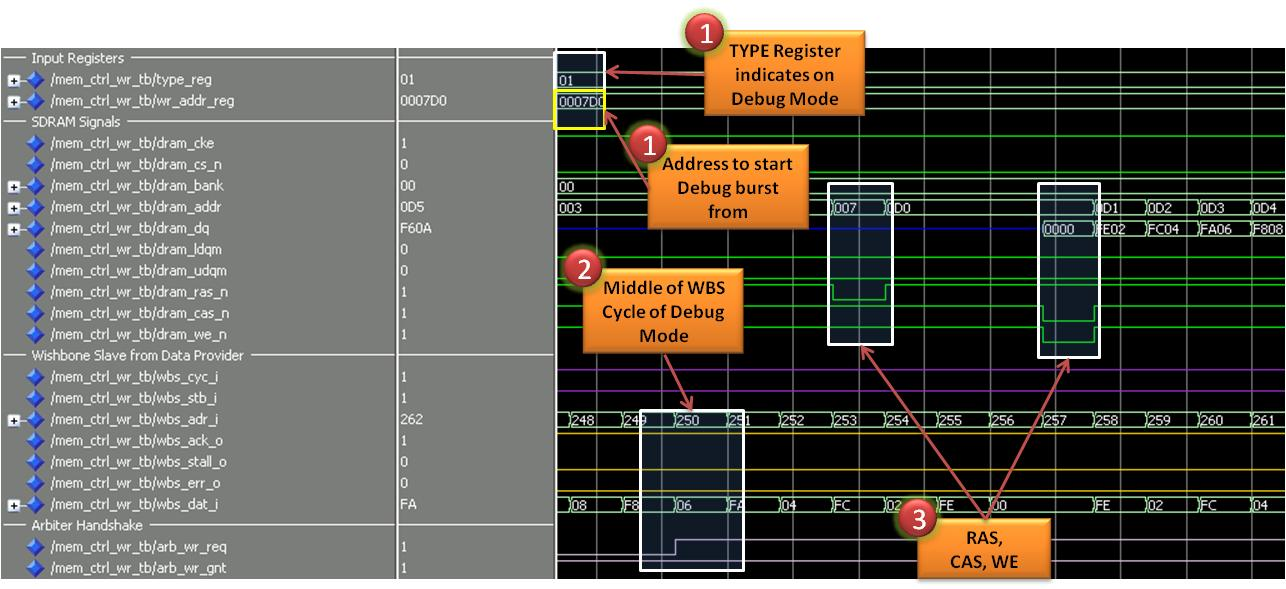 1
TYPE Register
indicates on
Debug Mode
1
Address to start
Debug burst
from
2
Middle of WBS
Cycle of Debug
Mode
3
RAS,
CAS, WE
Input Registers
/mem_ctrl_wr_tb/type_reg 01 01
/mem_ctrl_wr_tb/wr_addr_reg 0007D0 0007D0
SDRAM Signals
/mem_ctrl_wr_tb/dram_cke 1
/mem_ctrl_wr_tb/dram_cs_n 0
/mem_ctrl_wr_tb/dram_bank 00 00
/mem_ctrl_wr_tb/dram_addr 0D5 003 007 0D0 0D1 0D2 0D3 0D4
/mem_ctrl_wr_tb/dram_dq F60A 0000 FE02 FC04 FA06 F808
/mem_ctrl_wr_tb/dram_ldqm 0
/mem_ctrl_wr_tb/dram_udqm 0
/mem_ctrl_wr_tb/dram_ras_n 1
/mem_ctrl_wr_tb/dram_cas_n 1
/mem_ctrl_wr_tb/dram_we_n 1
Wishbone Slave from Data Provider
/mem_ctrl_wr_tb/wbs_cyc_i 1
/mem_ctrl_wr_tb/wbs_stb_i 1
/mem_ctrl_wr_tb/wbs_adr_i 262 248 249 250 251 252 253 254 255 256 257 258 259 260 261
/mem_ctrl_wr_tb/wbs_ack_o 1
/mem_ctrl_wr_tb/wbs_stall_o 0
/mem_ctrl_wr_tb/wbs_err_o 0
/mem_ctrl_wr_tb/wbs_dat_i FA 08 F8 06 FA 04 FC 02 FE 00 FE 02 FC 04
Arbiter Handshake
/mem_ctrl_wr_tb/arb_wr_req 1
/mem_ctrl_wr_tb/arb_wr_gnt 1